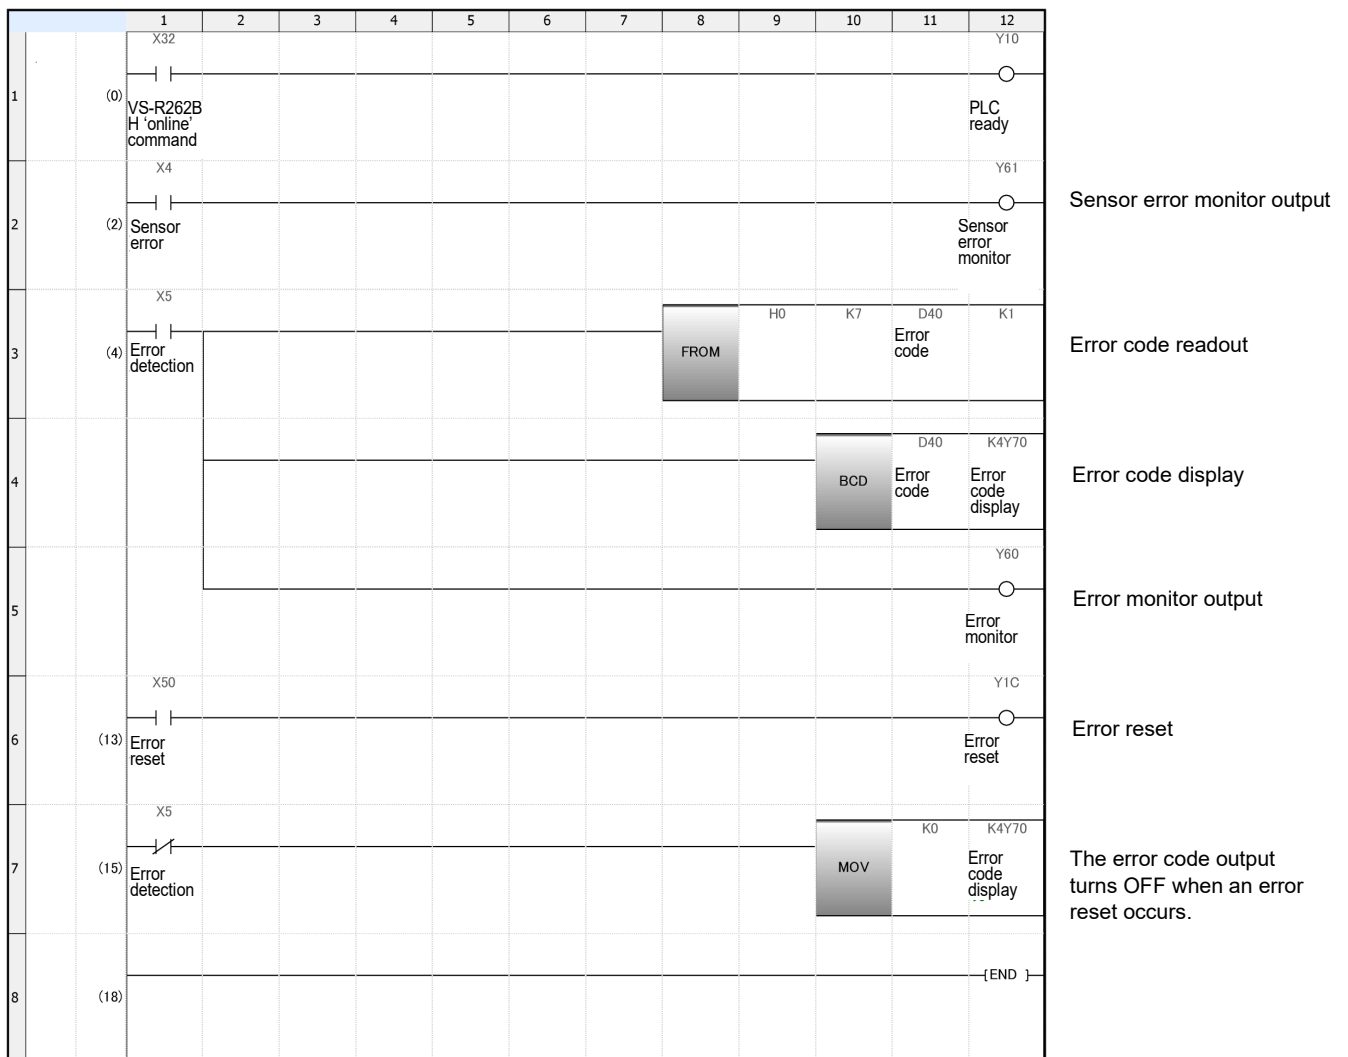 1 2 3 4 5 6 7 8 9 10 11 12
X32 Y10
1 (0)
VS-R262B
H ‘online’
command
PLC
ready
X4 Y61
2 (2)
Sensor
error
Sensor
error
monitor
Sensor error monitor output
X5
3 (4)
Error
detection
FROM
H0 K7 D40 K1
Error
code
Error code readout
4
BCD
D40 K4Y70
Error
code
Error
code
display
Error code display
Y60
5
Error
monitor
Error monitor output
X50 Y1C
6 (13)
Error
reset
Error
reset
Error reset
X5
7 (15)
Error
detection
MOV
K0 K4Y70
Error
code
display
The error code output
turns OFF when an error
reset occurs.
[END ]
8 (18)